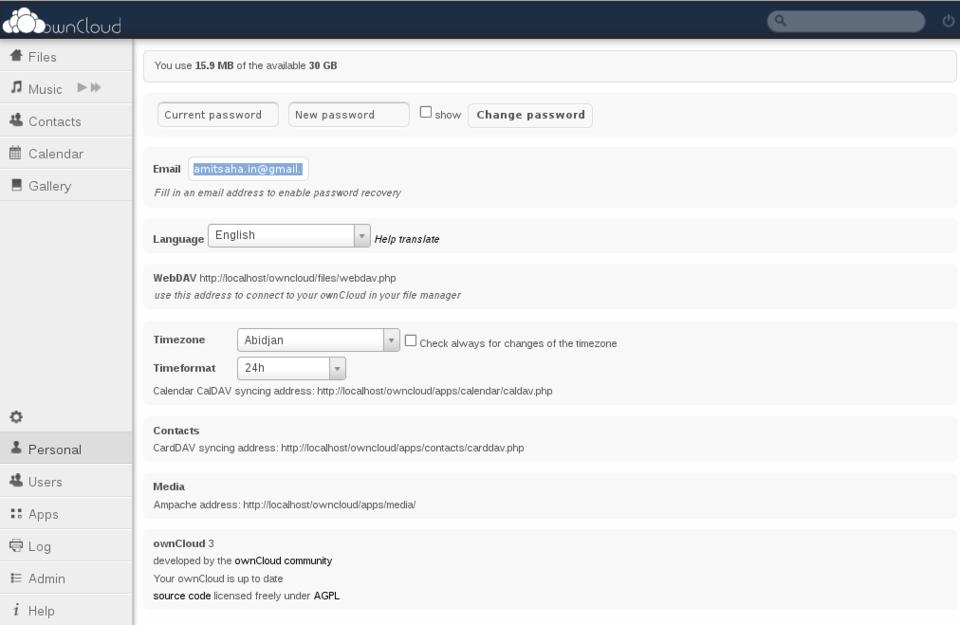 ownCloud
Files
Music
Contacts
Calendar
Gallery
Personal
Users
Apps
Log
Admin
Help
You use 15.9 MB of the available 30 GB
Current password New password show Change password
Email amitsaha.in@gmail.
Fill in an email address to enable password recovery
Language English Help translate
WebDAV http://localhost/owncloud/files/webdav.php
use this address to connect to your ownCloud in your file manager
Timezone Abidjan Check always for changes of the timezone
Timeformat 24h
Calendar CalDAV syncing address: http://localhost/owncloud/apps/calendar/caldav.php
Contacts
CardDAV syncing address: http://localhost/owncloud/apps/contacts/carddav.php
Media
Ampache address: http://localhost/owncloud/apps/media/
ownCloud 3
developed by the ownCloud community
Your ownCloud is up to date
source code licensed freely under AGPL